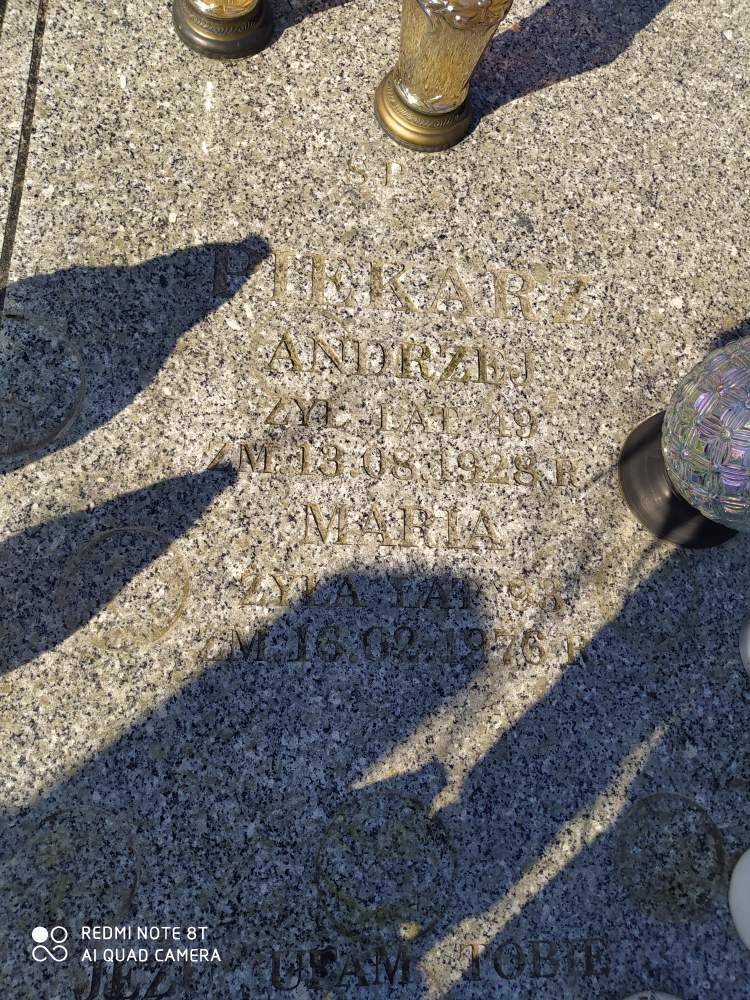 S P
PIĘKARZ
ANDRZEJ
ŻYŁ LAT 49
ZM. 13.08.1928 R
MARIA
ŻYŁA LAT 93
ZM. 16.02.1976 R
JEZU UFAM TOBIE
REDMI NOTE 8T
AI QUAD CAMERA